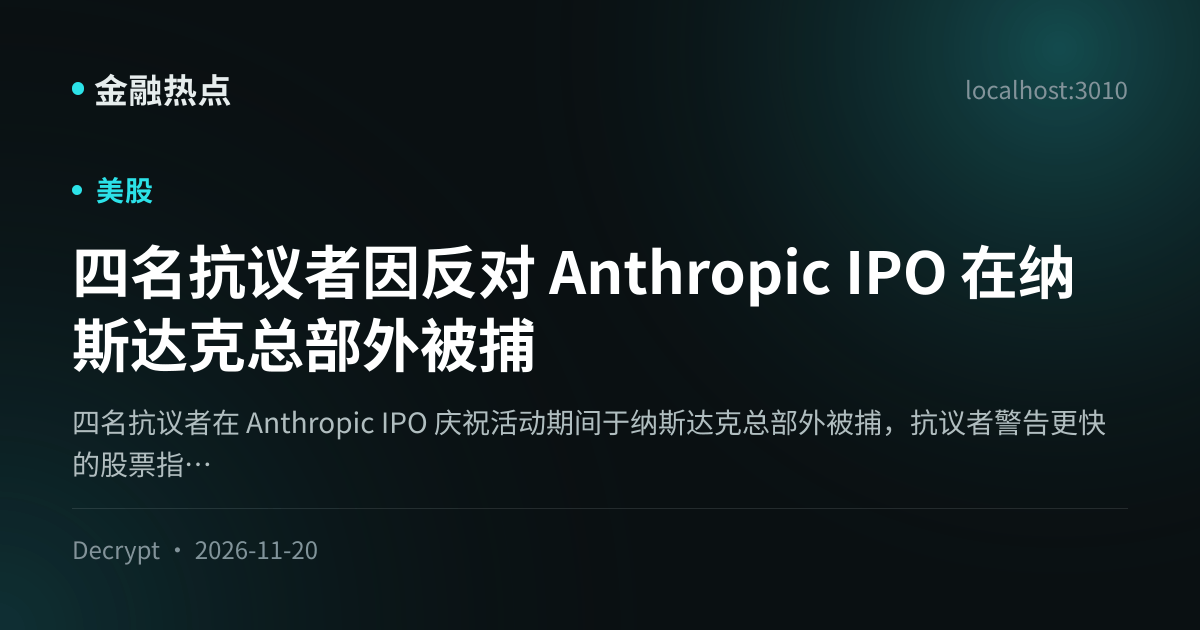 金融热点
localhost:3010
美股
四名抗议者因反对 Anthropic IPO 在纳
斯达克总部外被捕
四名抗议者在 Anthropic IPO 庆祝活动期间于纳斯达克总部外被捕，抗议者警告更快
的股票指…
Decrypt • 2026-11-20